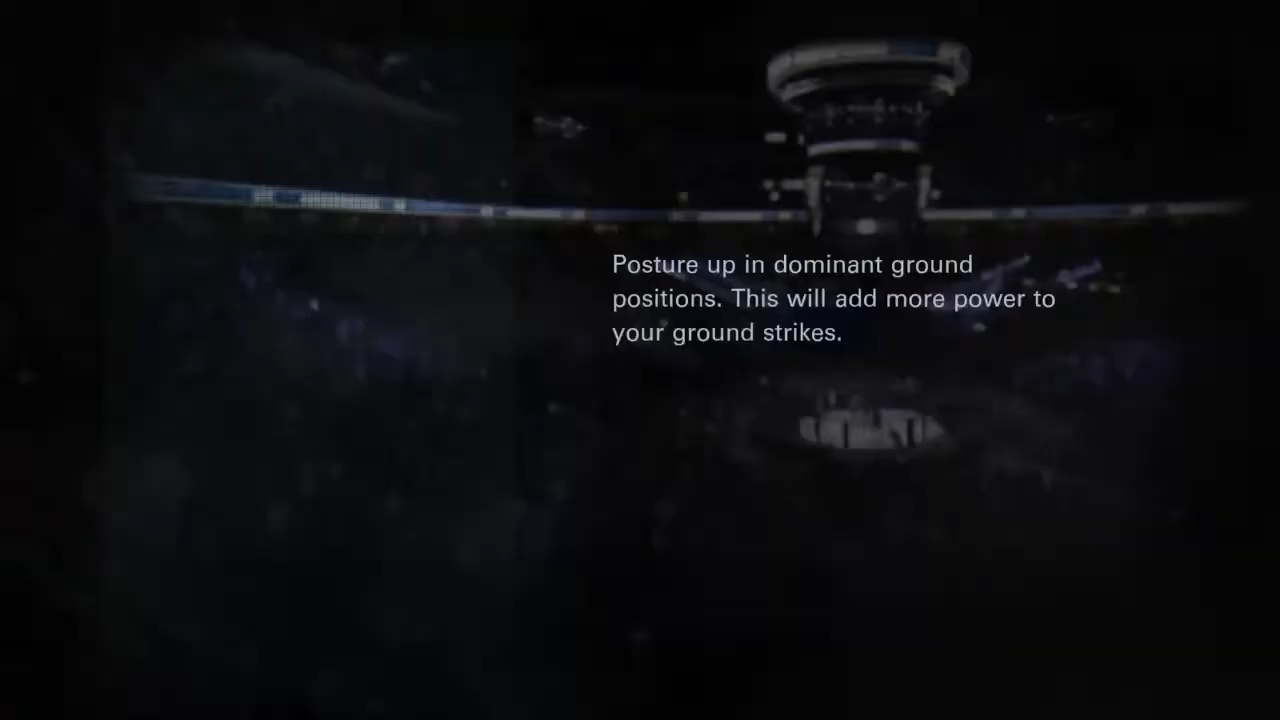 Posture up in dominant ground
positions. This will add more power to
your ground strikes.